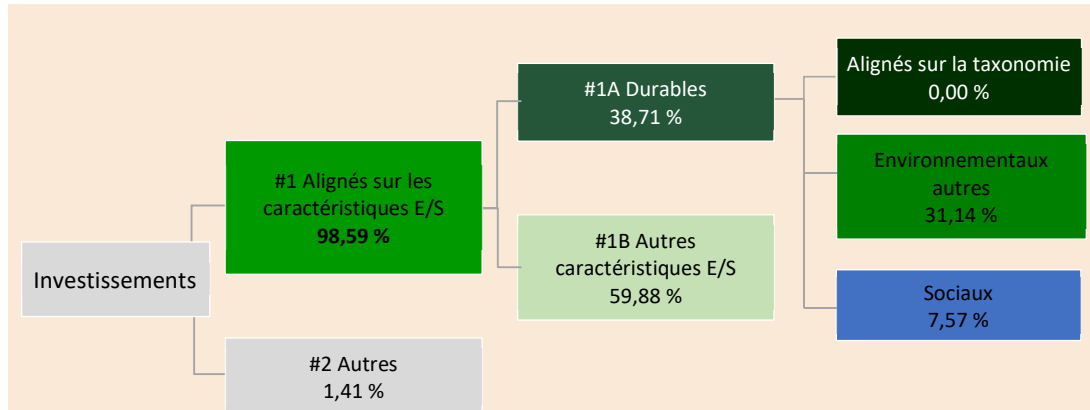 Investissements
#1 Alignés sur les
caractéristiques E/S
98,59 %
#2 Autres
1,41 %
#1A Durables
38,71 %
#1B Autres
caractéristiques E/S
59,88 %
Alignés sur la taxonomie
0,00 %
Environnementaux
autres
31,14 %
Sociaux
7,57 %